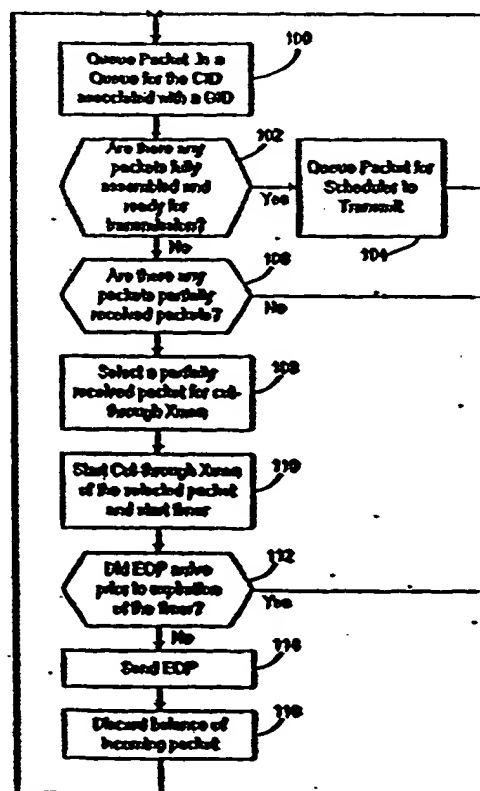 100
Queue Packet In a
Queue for the CID
associated with a GID
102
Are there any
packets fully
assembled and
ready for
transmission?
Yes
Queue Packet for
Scheduler to
Transmit
104
No
106
Are there any
packets partially
received packets?
No
108
Select a partially
received packet for cut-
through Xmsn
110
Start Cut-through Xmsn
of the selected packet
and start timer
112
Did EOP arrive
prior to expiration
of the timer?
Yes
No
114
Send EOP
116
Discard balance of
incoming packet